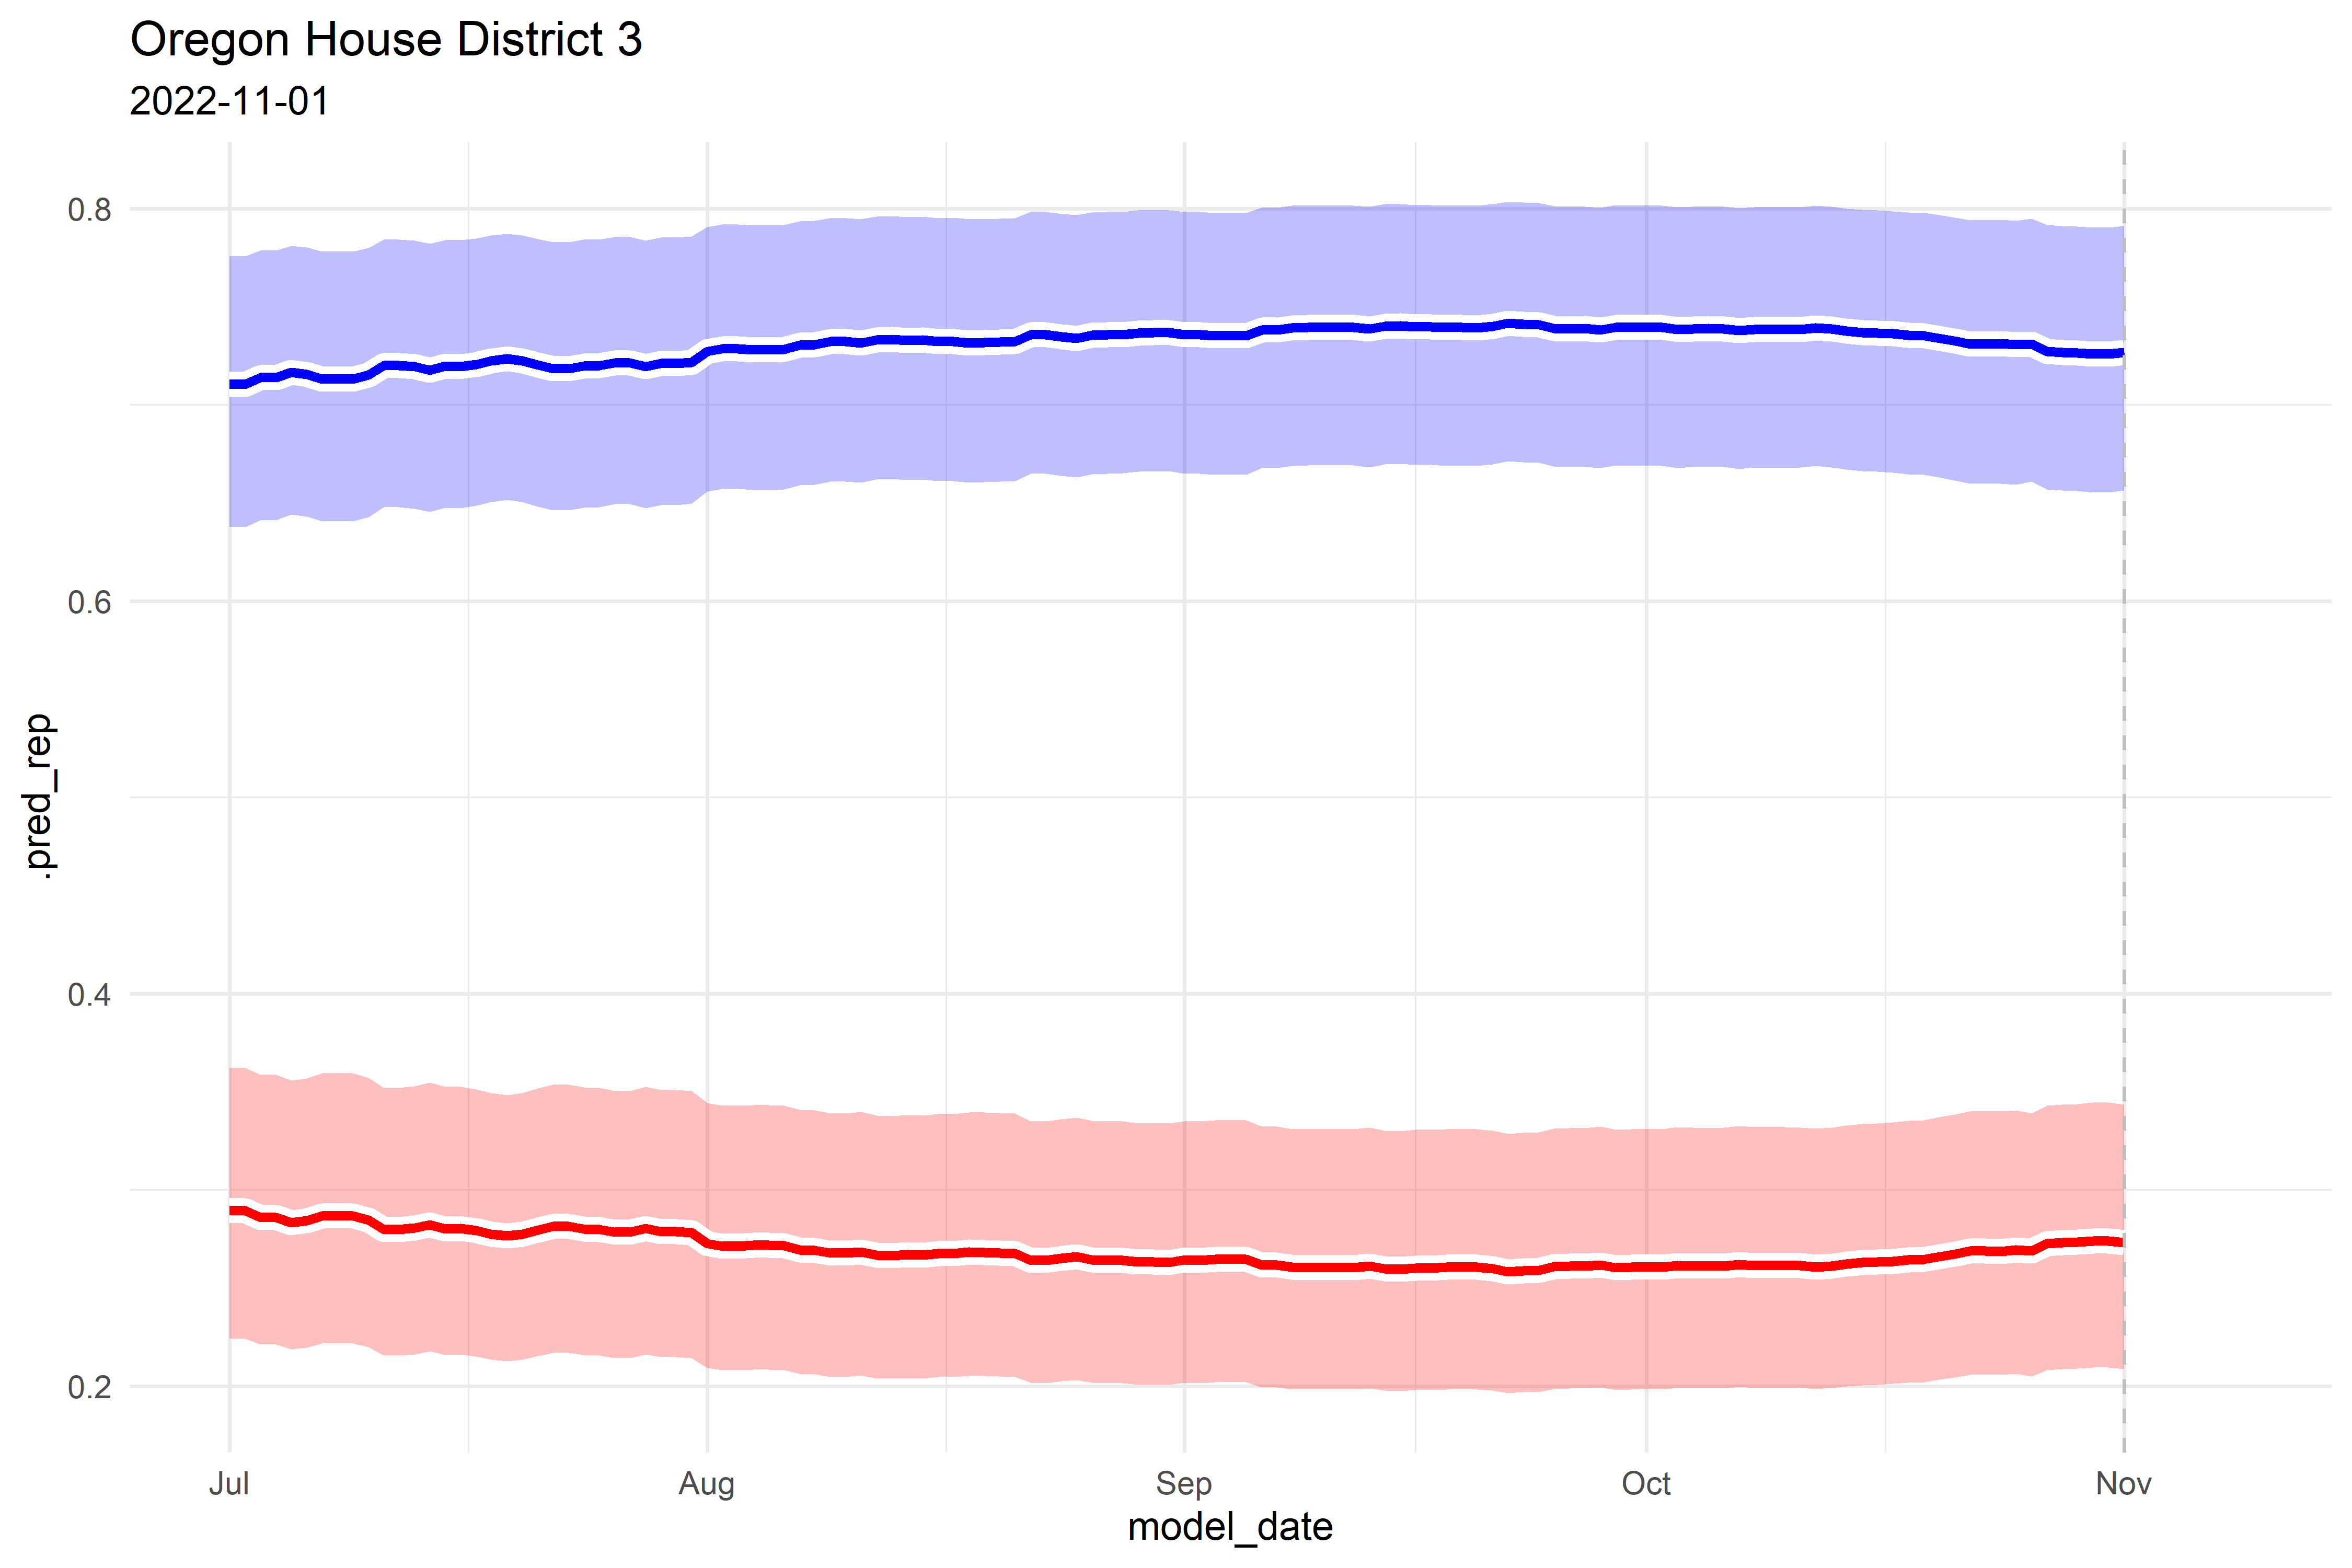 Oregon House District 3
2022-11-01
0.8
0.6
0.4
0.2
.pred_rep
Jul Aug Sep Oct Nov
model_date